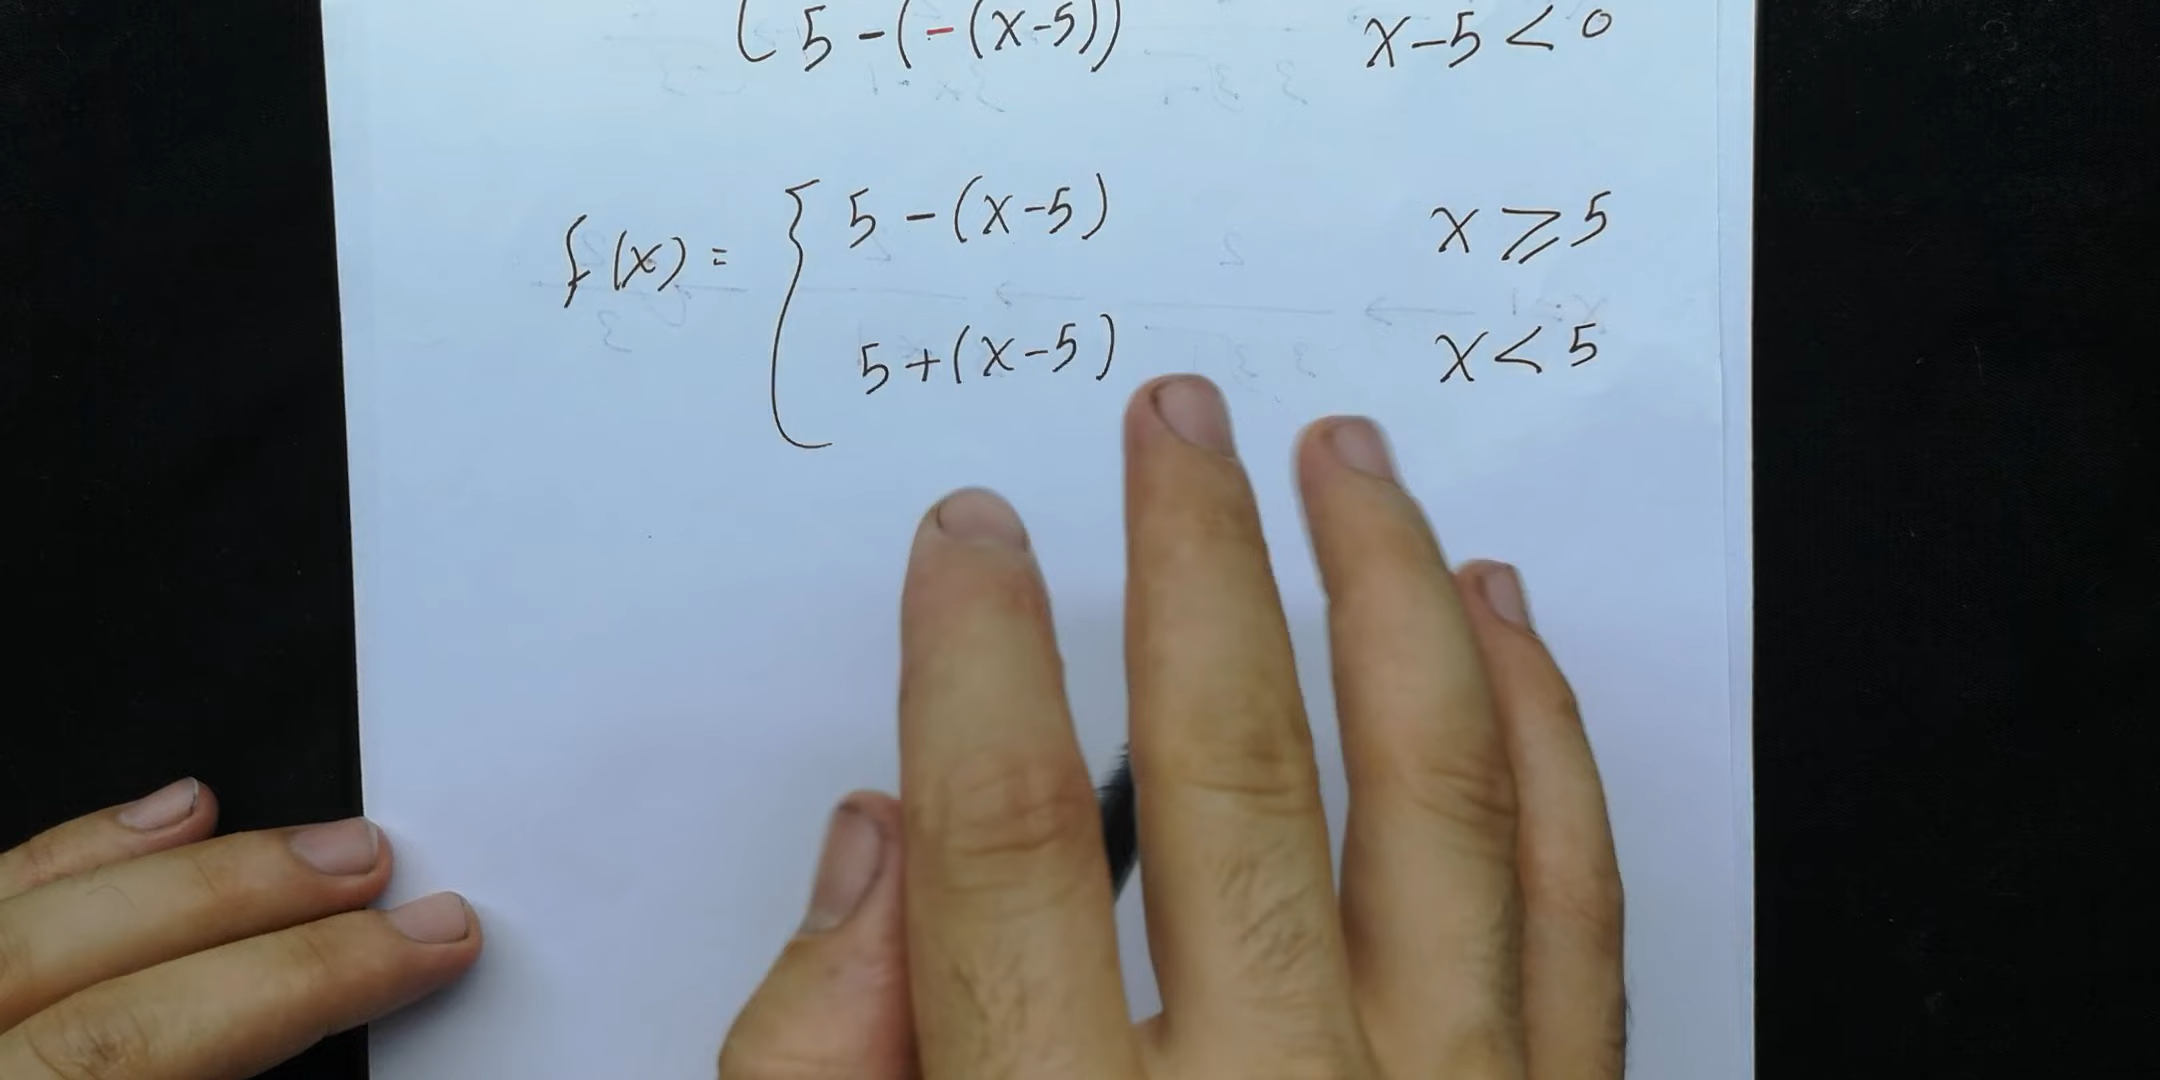 5 - (-(x-5)) x-5 < 0
f(x) = { 5 - (x-5) x ⩾ 5
5 + (x-5) x < 5